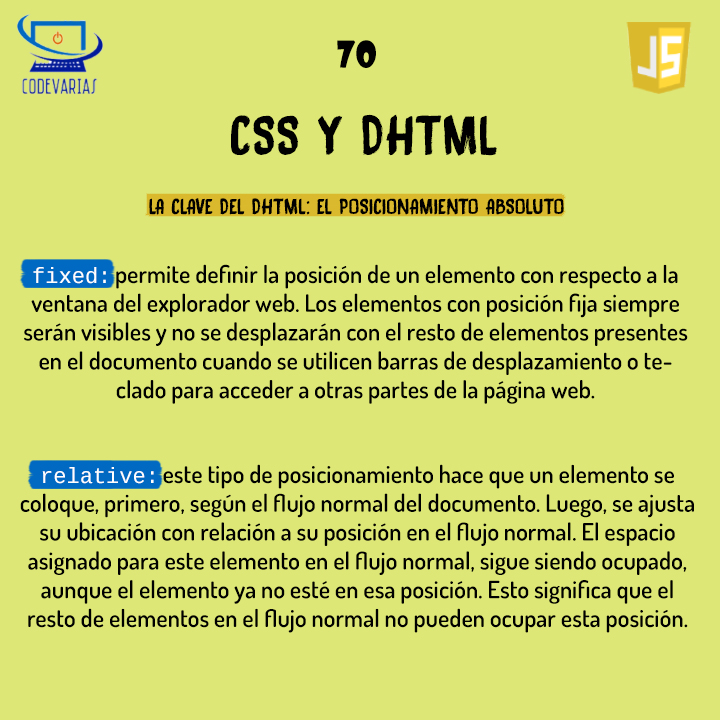 CODEVARIAS
70
JS
CSS Y DHTML
LA CLAVE DEL DHTML: EL POSICIONAMIENTO ABSOLUTO
fixed: permite definir la posición de un elemento con respecto a la
ventana del explorador web. Los elementos con posición fija siempre
serán visibles y no se desplazarán con el resto de elementos presentes
en el documento cuando se utilicen barras de desplazamiento o te-
clado para acceder a otras partes de la página web.
relative: este tipo de posicionamiento hace que un elemento se
coloque, primero, según el flujo normal del documento. Luego, se ajusta
su ubicación con relación a su posición en el flujo normal. El espacio
asignado para este elemento en el flujo normal, sigue siendo ocupado,
aunque el elemento ya no esté en esa posición. Esto significa que el
resto de elementos en el flujo normal no pueden ocupar esta posición.